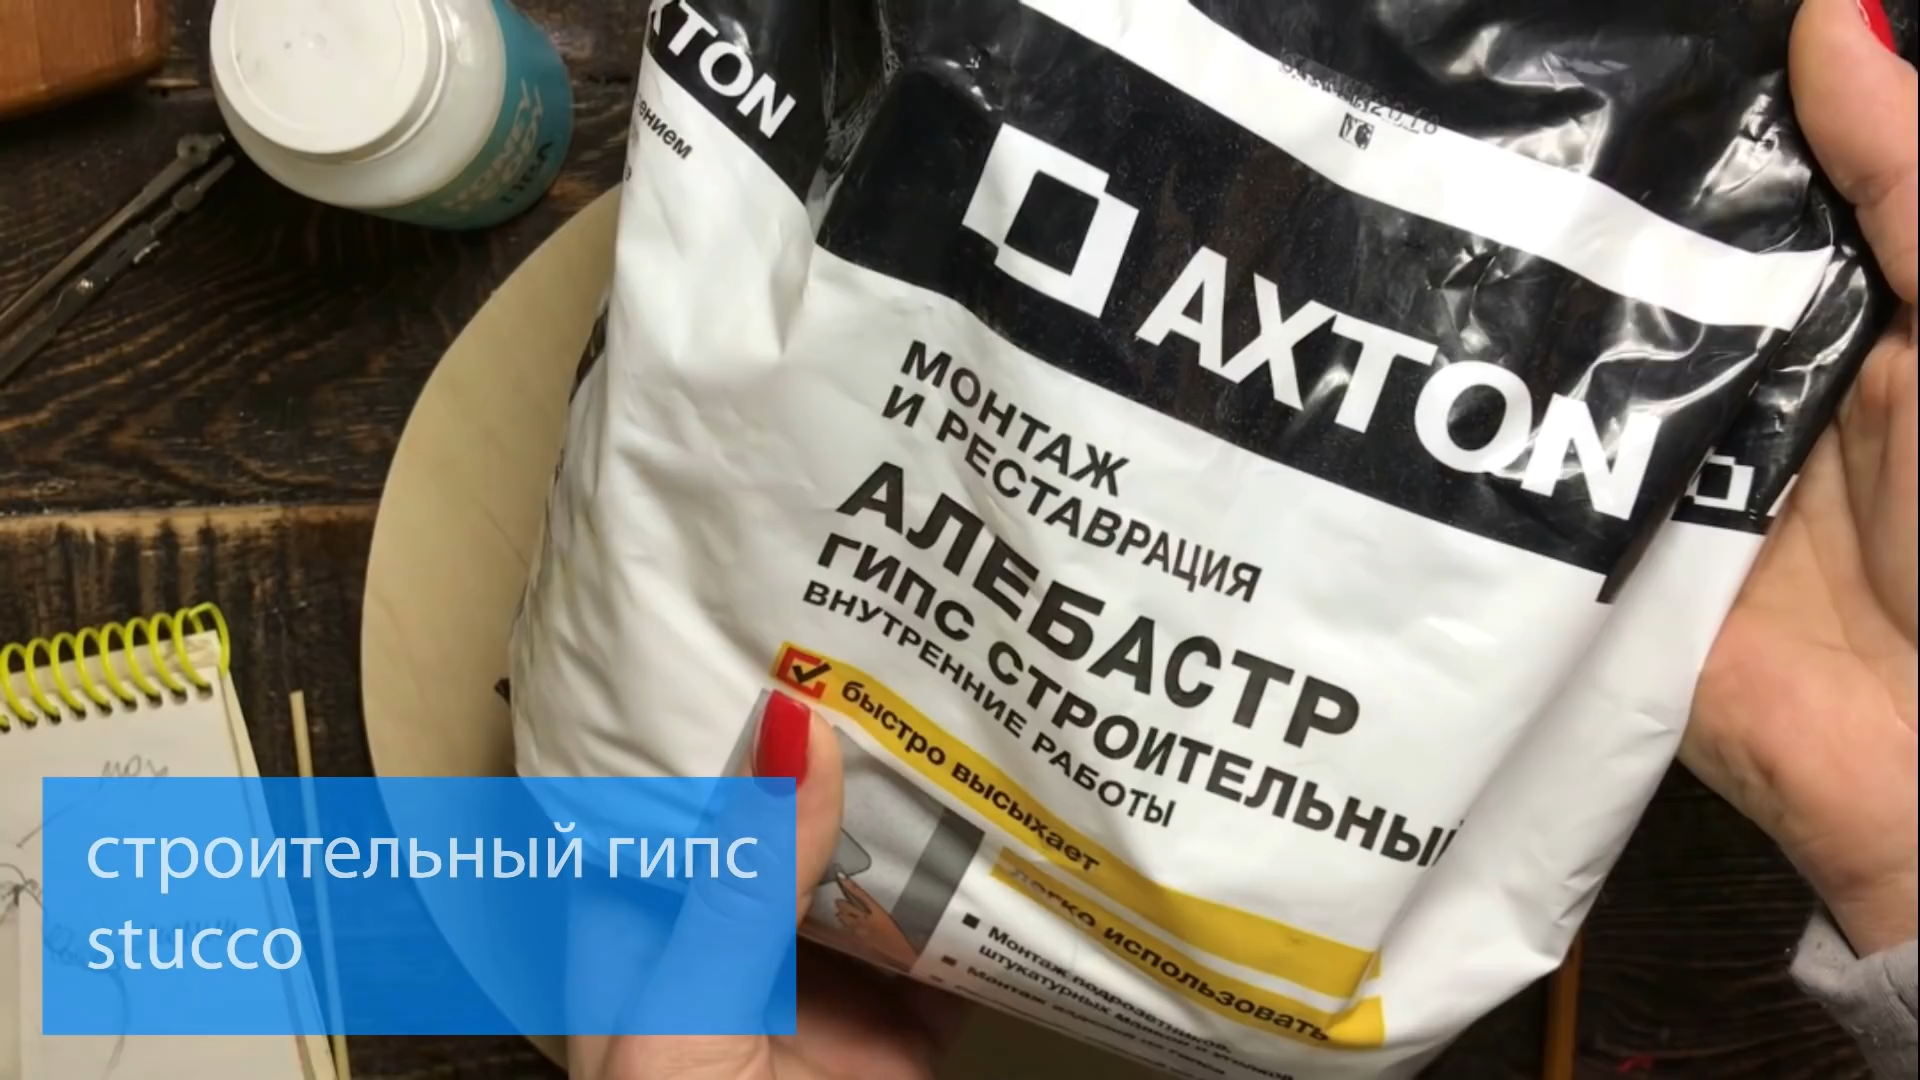 AXTON
AXTON
МОНТАЖ
И РЕСТАВРАЦИЯ
АЛЕБАСТР
ГИПС СТРОИТЕЛЬНЫЙ
ВНУТРЕННИЕ РАБОТЫ
быстро высыхает
легко использовать
Монтаж подрозетников,
штукатурных маяков и уголков
Монтаж
строительный гипс
stucco